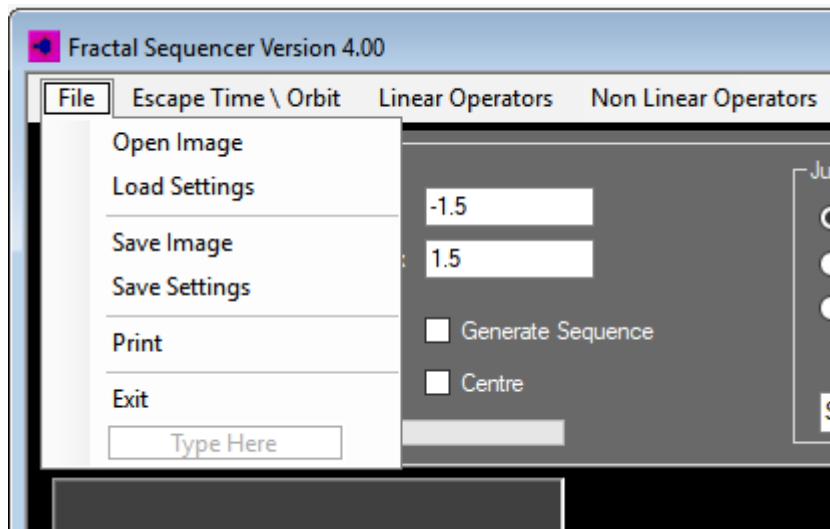 Fractal Sequencer Version 4.00
File Escape Time \ Orbit Linear Operators Non Linear Operators
Open Image
Load Settings
Save Image
Save Settings
Print
Exit
Type Here
-1.5
1.5
Generate Sequence
Centre